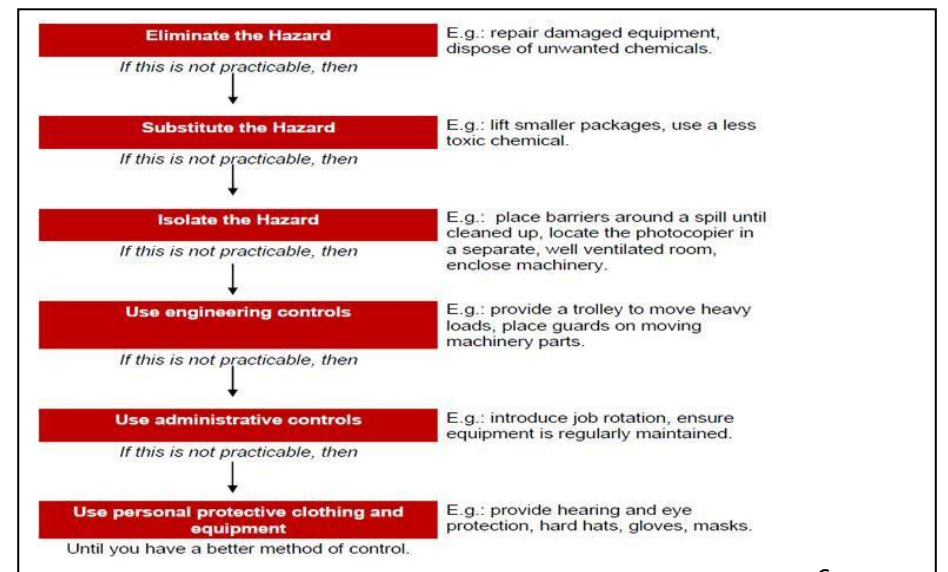 Eliminate the Hazard
E.g.: repair damaged equipment,
dispose of unwanted chemicals.
If this is not practicable, then
Substitute the Hazard
E.g.: lift smaller packages, use a less
toxic chemical.
If this is not practicable, then
Isolate the Hazard
E.g.: place barriers around a spill until
cleaned up, locate the photocopier in
a separate, well ventilated room,
enclose machinery.
If this is not practicable, then
Use engineering controls
E.g.: provide a trolley to move heavy
loads, place guards on moving
machinery parts.
If this is not practicable, then
Use administrative controls
E.g.: introduce job rotation, ensure
equipment is regularly maintained.
If this is not practicable, then
Use personal protective clothing and
equipment
E.g.: provide hearing and eye
protection, hard hats, gloves, masks.
Until you have a better method of control.